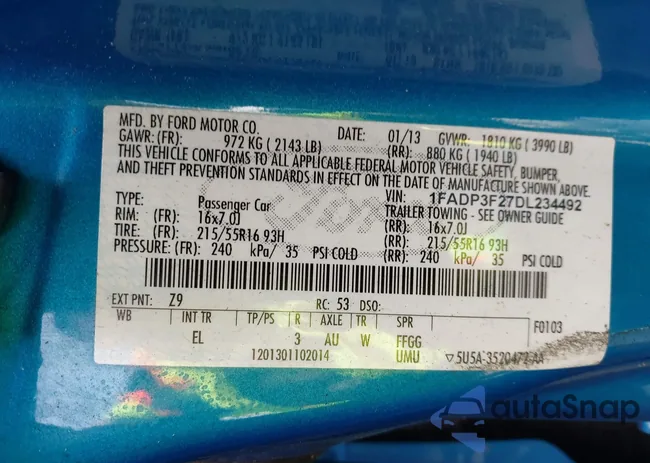 MFD. BY FORD MOTOR CO. DATE: 01/13 GVWR: 1810 KG ( 3990 LB)
GAWR: (FR): 972 KG ( 2143 LB) (RR): 880 KG ( 1940 LB)
THIS VEHICLE CONFORMS TO ALL APPLICABLE FEDERAL MOTOR VEHICLE SAFETY, BUMPER,
AND THEFT PREVENTION STANDARDS IN EFFECT ON THE DATE OF MANUFACTURE SHOWN ABOVE.
VIN: 1FADP3F27DL234492
TYPE: Passenger Car TRAILER TOWING - SEE OWNER GUIDE
RIM: (FR): 16x7.0J (RR): 16x7.0J
TIRE: (FR): 215/55R16 93H (RR): 215/55R16 93H
PRESSURE: (FR): 240 kPa/ 35 PSI COLD (RR): 240 kPa/ 35 PSI COLD
EXT PNT: Z9 RC: 53 DSO:
WB INT TR TP/PS R AXLE TR SPR F0103
EL 3 AU W FFGG
1201301102014 UMU ▽5U5A-3520472-AA
autoSnap